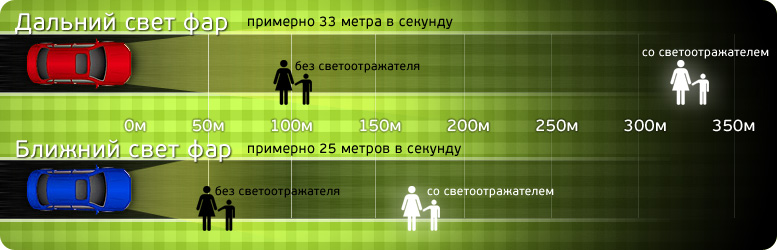 Дальний свет фар
примерно 33 метра в секунду
со светоотражателем
без светоотражателя
0м 50м 100м 150м 200м 250м 300м 350м
Ближний свет фар
примерно 25 метров в секунду
без светоотражателя
со светоотражателем